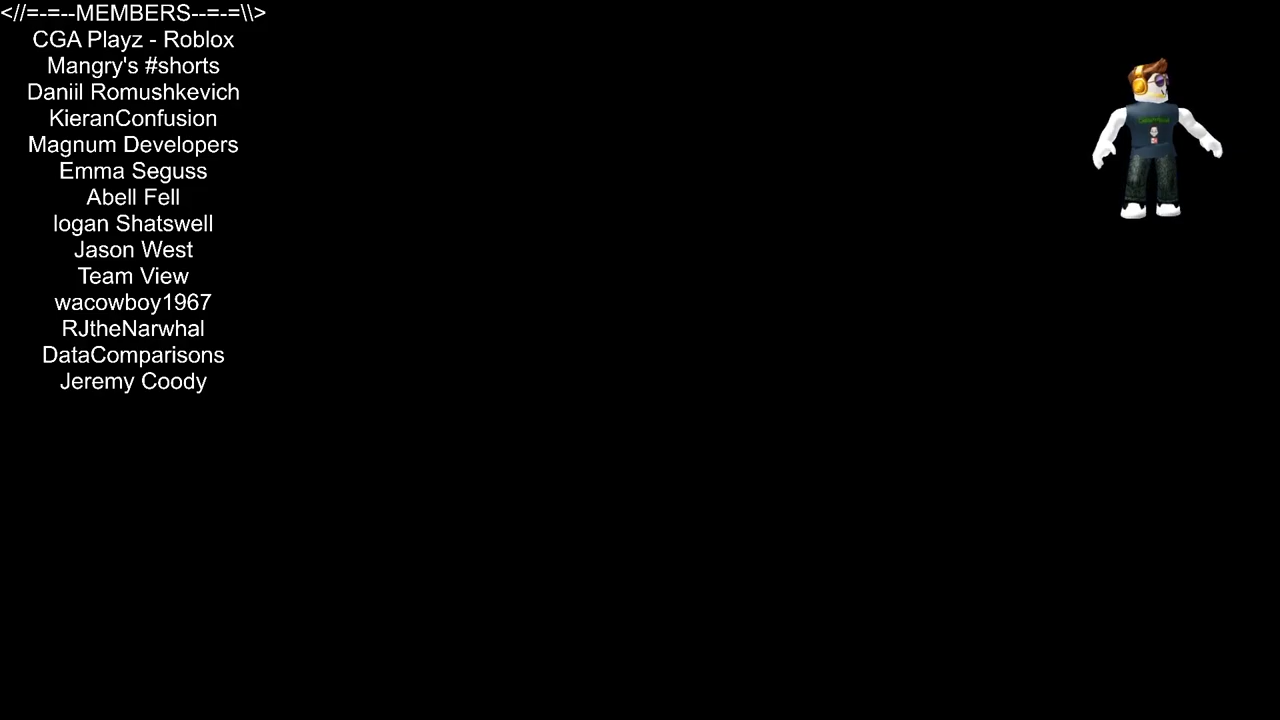 <//=-=--MEMBERS--=-=\\>
CGA Playz - Roblox
Mangry's #shorts
Daniil Romushkevich
KieranConfusion
Magnum Developers
Emma Seguss
Abell Fell
logan Shatswell
Jason West
Team View
wacowboy1967
RJtheNarwhal
DataComparisons
Jeremy Coody